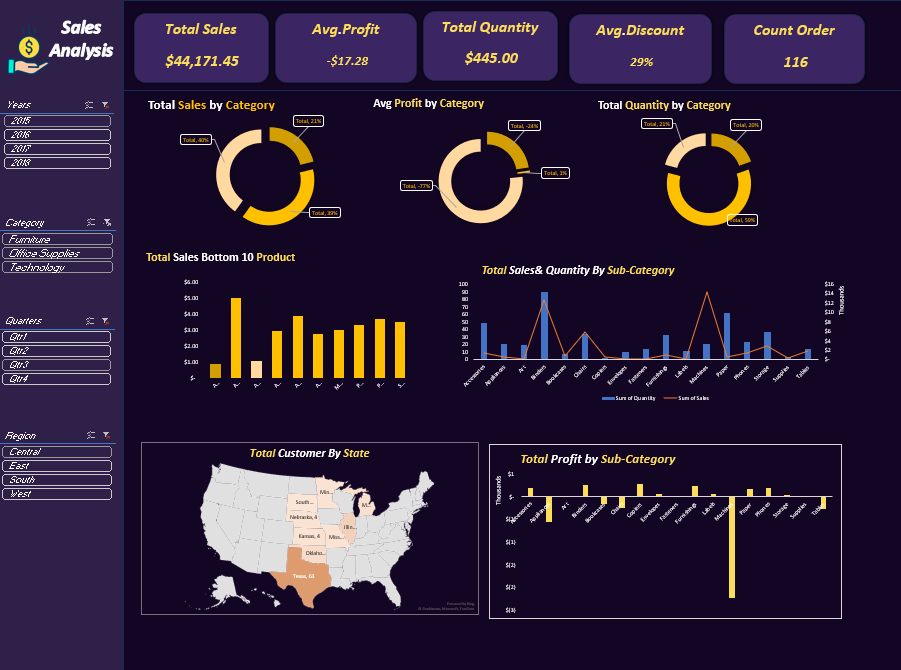 Sales
Analysis
Total Sales
$44,171.45
Avg.Profit
-$17.28
Total Quantity
$445.00
Avg.Discount
29%
Count Order
116
Years
2015
2016
2017
2018
Category
Furniture
Office Supplies
Technology
Quarters
Qtr1
Qtr2
Qtr3
Qtr4
Region
Central
East
South
West
Total Sales by Category
Total, 21%
Total, 40%
Total, 39%
Avg Profit by Category
Total, -24%
Total, 1%
Total, -77%
Total Quantity by Category
Total, 21%
Total, 20%
Total, 59%
Total Sales Bottom 10 Product
$6.00
$5.00
$4.00
$3.00
$2.00
$1.00
$-
A...
A...
A...
A...
A...
A...
M...
P...
P...
S...
Total Sales& Quantity By Sub-Category
100
90
80
70
60
50
40
30
20
10
0
$16
$14
$12
$10
$8
$6
$4
$2
$-
Thousands
Accessories
Appliances
Art
Binders
Bookcases
Chairs
Copiers
Envelopes
Fasteners
Furnishings
Labels
Machines
Paper
Phones
Storage
Supplies
Tables
Sum of Quantity
Sum of Sales
Total Customer By State
Min...
South...
M...
Nebraska, 4
Illin...
Kansas, 4
Miss...
Oklaho...
Texas, 64
Powered by Bing
© GeoNames, Microsoft, TomTom
Total Profit by Sub-Category
Thousands
$1
$-
$(1)
$(1)
$(2)
$(2)
$(3)
Accessories
Appliances
Art
Binders
Bookcases
Chairs
Copiers
Envelopes
Fasteners
Furnishings
Labels
Machines
Paper
Phones
Storage
Supplies
Tables